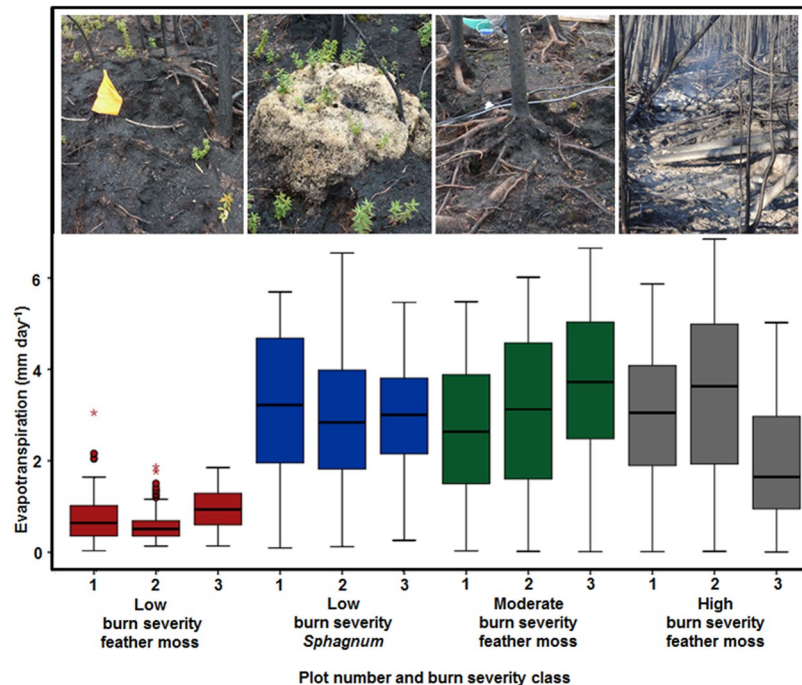 Evapotranspiration (mm day-1)
6
4
2
0
1 2 3 1 2 3 1 2 3 1 2 3
Low
burn severity
feather moss
Low
burn severity
Sphagnum
Moderate
burn severity
feather moss
High
burn severity
feather moss
Plot number and burn severity class